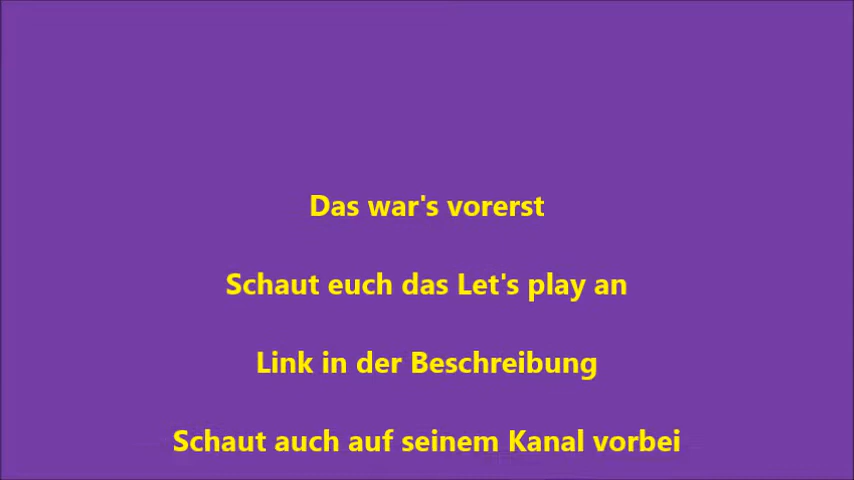 Das war's vorerst
Schaut euch das Let's play an
Link in der Beschreibung
Schaut auch auf seinem Kanal vorbei